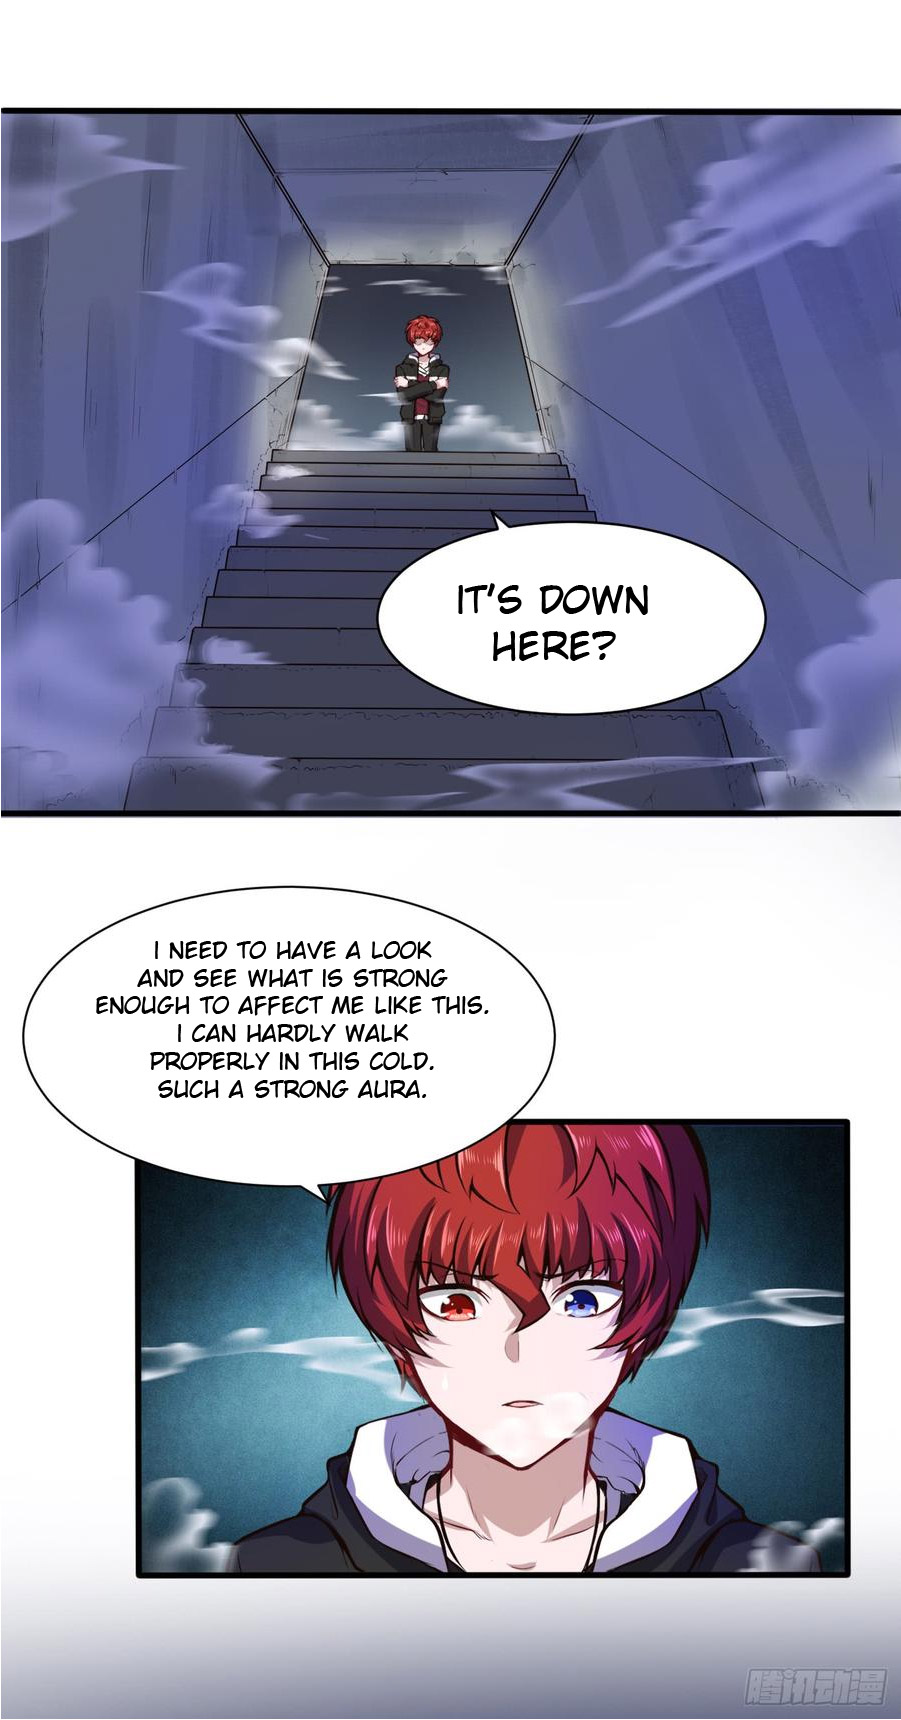 IT'S DOWN
HERE?
I NEED TO HAVE A LOOK
AND SEE WHAT IS STRONG
ENOUGH TO AFFECT ME LIKE THIS.
I CAN HARDLY WALK
PROPERLY IN THIS COLD.
SUCH A STRONG AURA.
腾讯动漫